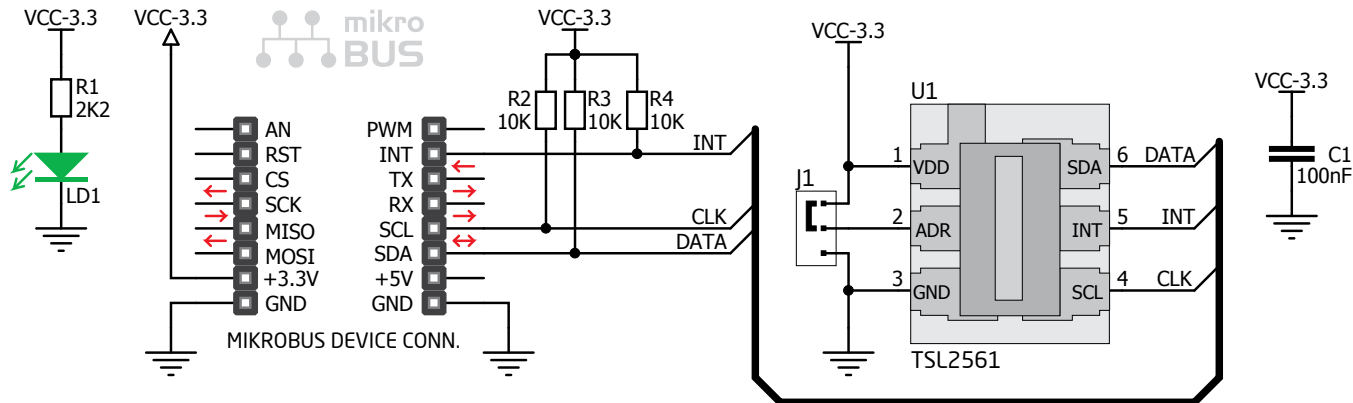 VCC-3.3
R1
2K2
LD1
VCC-3.3
mikro
BUS
AN
RST
CS
SCK
MISO
MOSI
+3.3V
GND
PWM
INT
TX
RX
SCL
SDA
+5V
GND
MIKROBUS DEVICE CONN.
VCC-3.3
R2
10K
R3
10K
R4
10K
INT
CLK
DATA
VCC-3.3
J1
U1
1
VDD
2
ADR
3
GND
SDA
6
DATA
INT
5
INT
SCL
4
CLK
TSL2561
VCC-3.3
C1
100nF